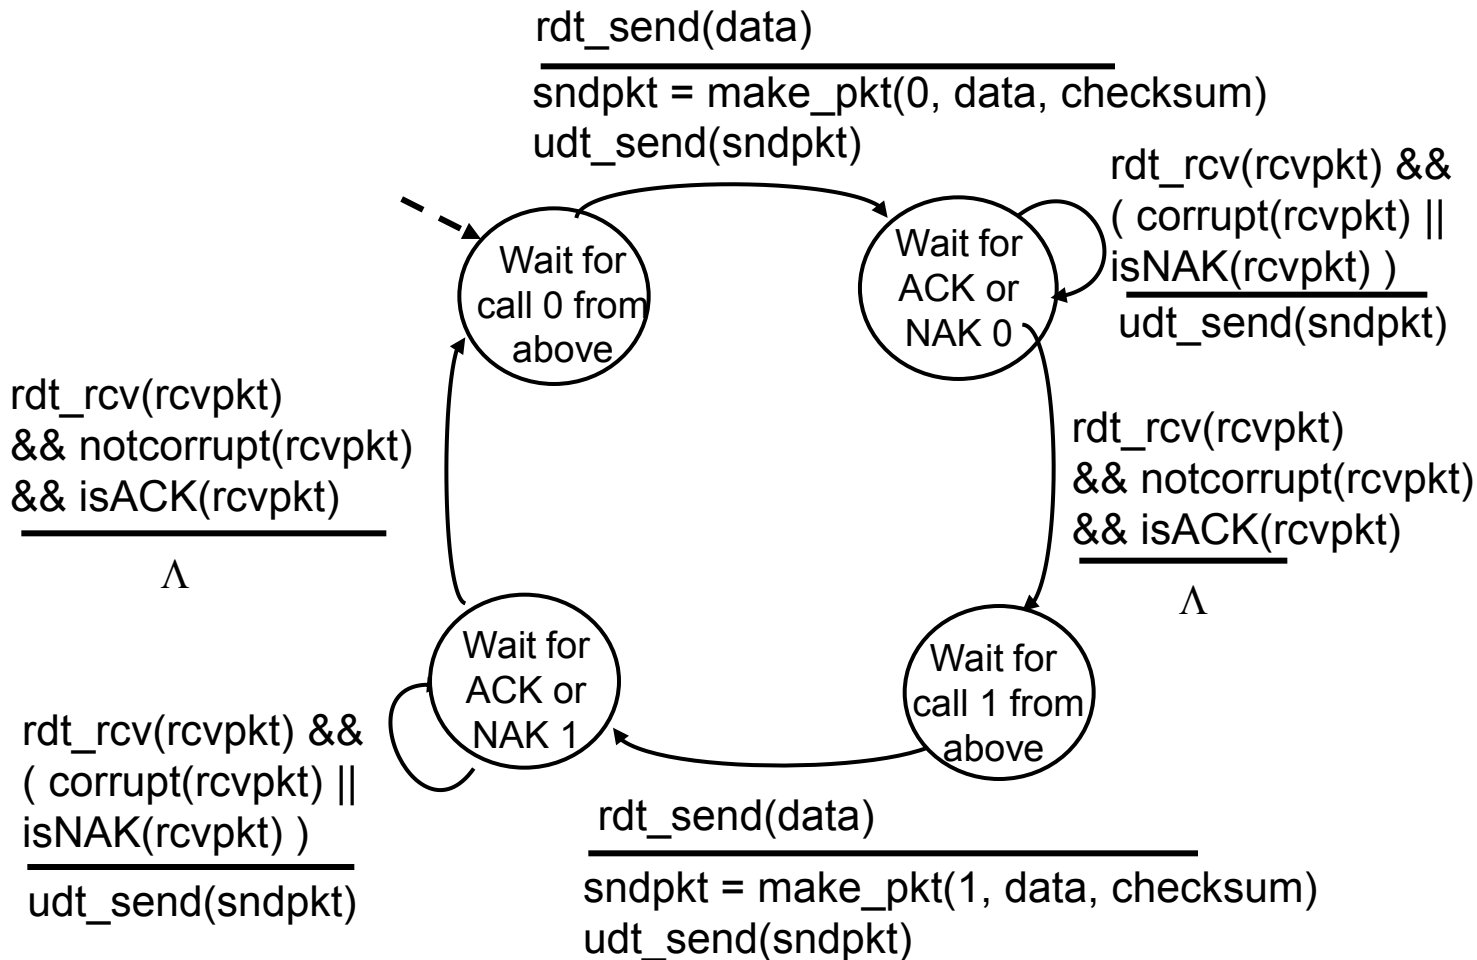 rdt_send(data)
sndpkt = make_pkt(0, data, checksum)
udt_send(sndpkt)
rdt_rcv(rcvpkt) &&
( corrupt(rcvpkt) ||
isNAK(rcvpkt) )
udt_send(sndpkt)
Wait for
call 0 from
above
Wait for
ACK or
NAK 0
rdt_rcv(rcvpkt)
&& notcorrupt(rcvpkt)
&& isACK(rcvpkt)
Λ
rdt_rcv(rcvpkt)
&& notcorrupt(rcvpkt)
&& isACK(rcvpkt)
Λ
Wait for
ACK or
NAK 1
Wait for
call 1 from
above
rdt_rcv(rcvpkt) &&
( corrupt(rcvpkt) ||
isNAK(rcvpkt) )
udt_send(sndpkt)
rdt_send(data)
sndpkt = make_pkt(1, data, checksum)
udt_send(sndpkt)